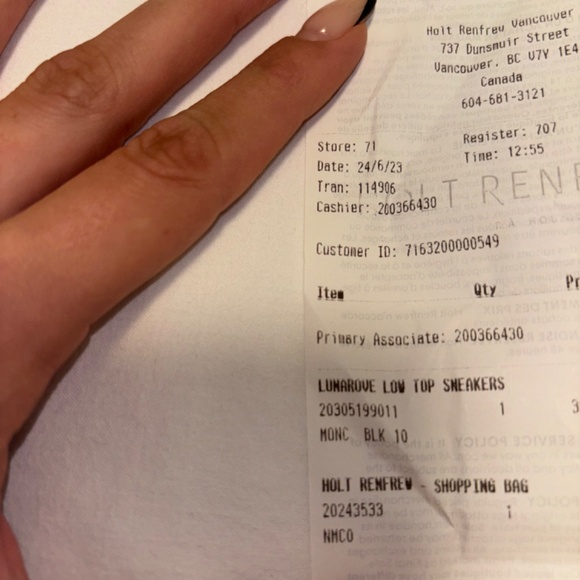 Holt Renfrew Vancouver
737 Dunsmuir Street
Vancouver, BC V7Y 1E4
Canada
604-681-3121
Store: 71 Register: 707
Date: 24/6/23 Time: 12:55
Tran: 114906
Cashier: 200366430
Customer ID: 7163200000549
Item Qty Pr
Primary Associate: 200366430
LUNAROVE LOW TOP SNEAKERS
20305199011 1 3
MONC BLK 10
HOLT RENFREW - SHOPPING BAG
20243533 1
NMCO